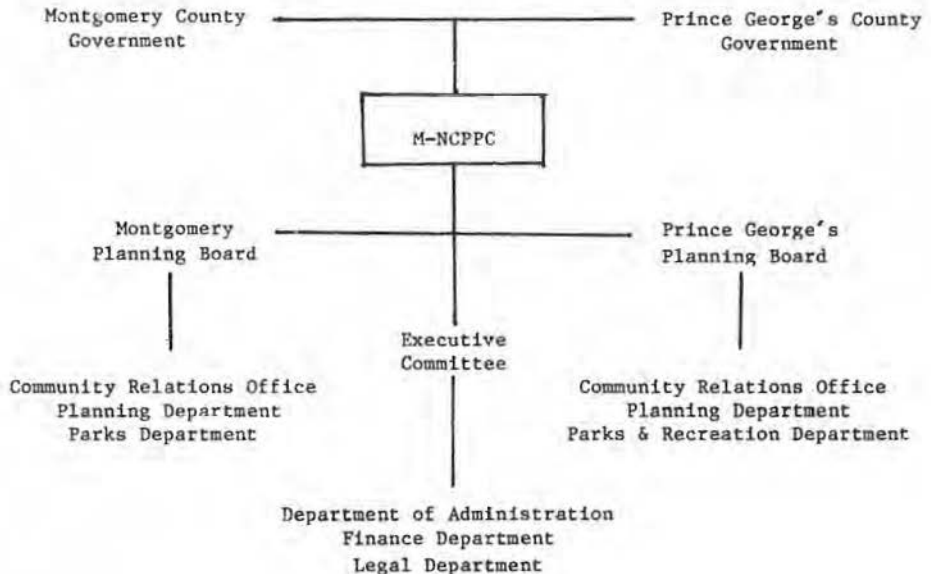 Montgomery County
Government
Prince George's County
Government
M-NCPPC
Montgomery
Planning Board
Prince George's
Planning Board
Executive
Committee
Community Relations Office
Planning Department
Parks Department
Community Relations Office
Planning Department
Parks & Recreation Department
Department of Administration
Finance Department
Legal Department